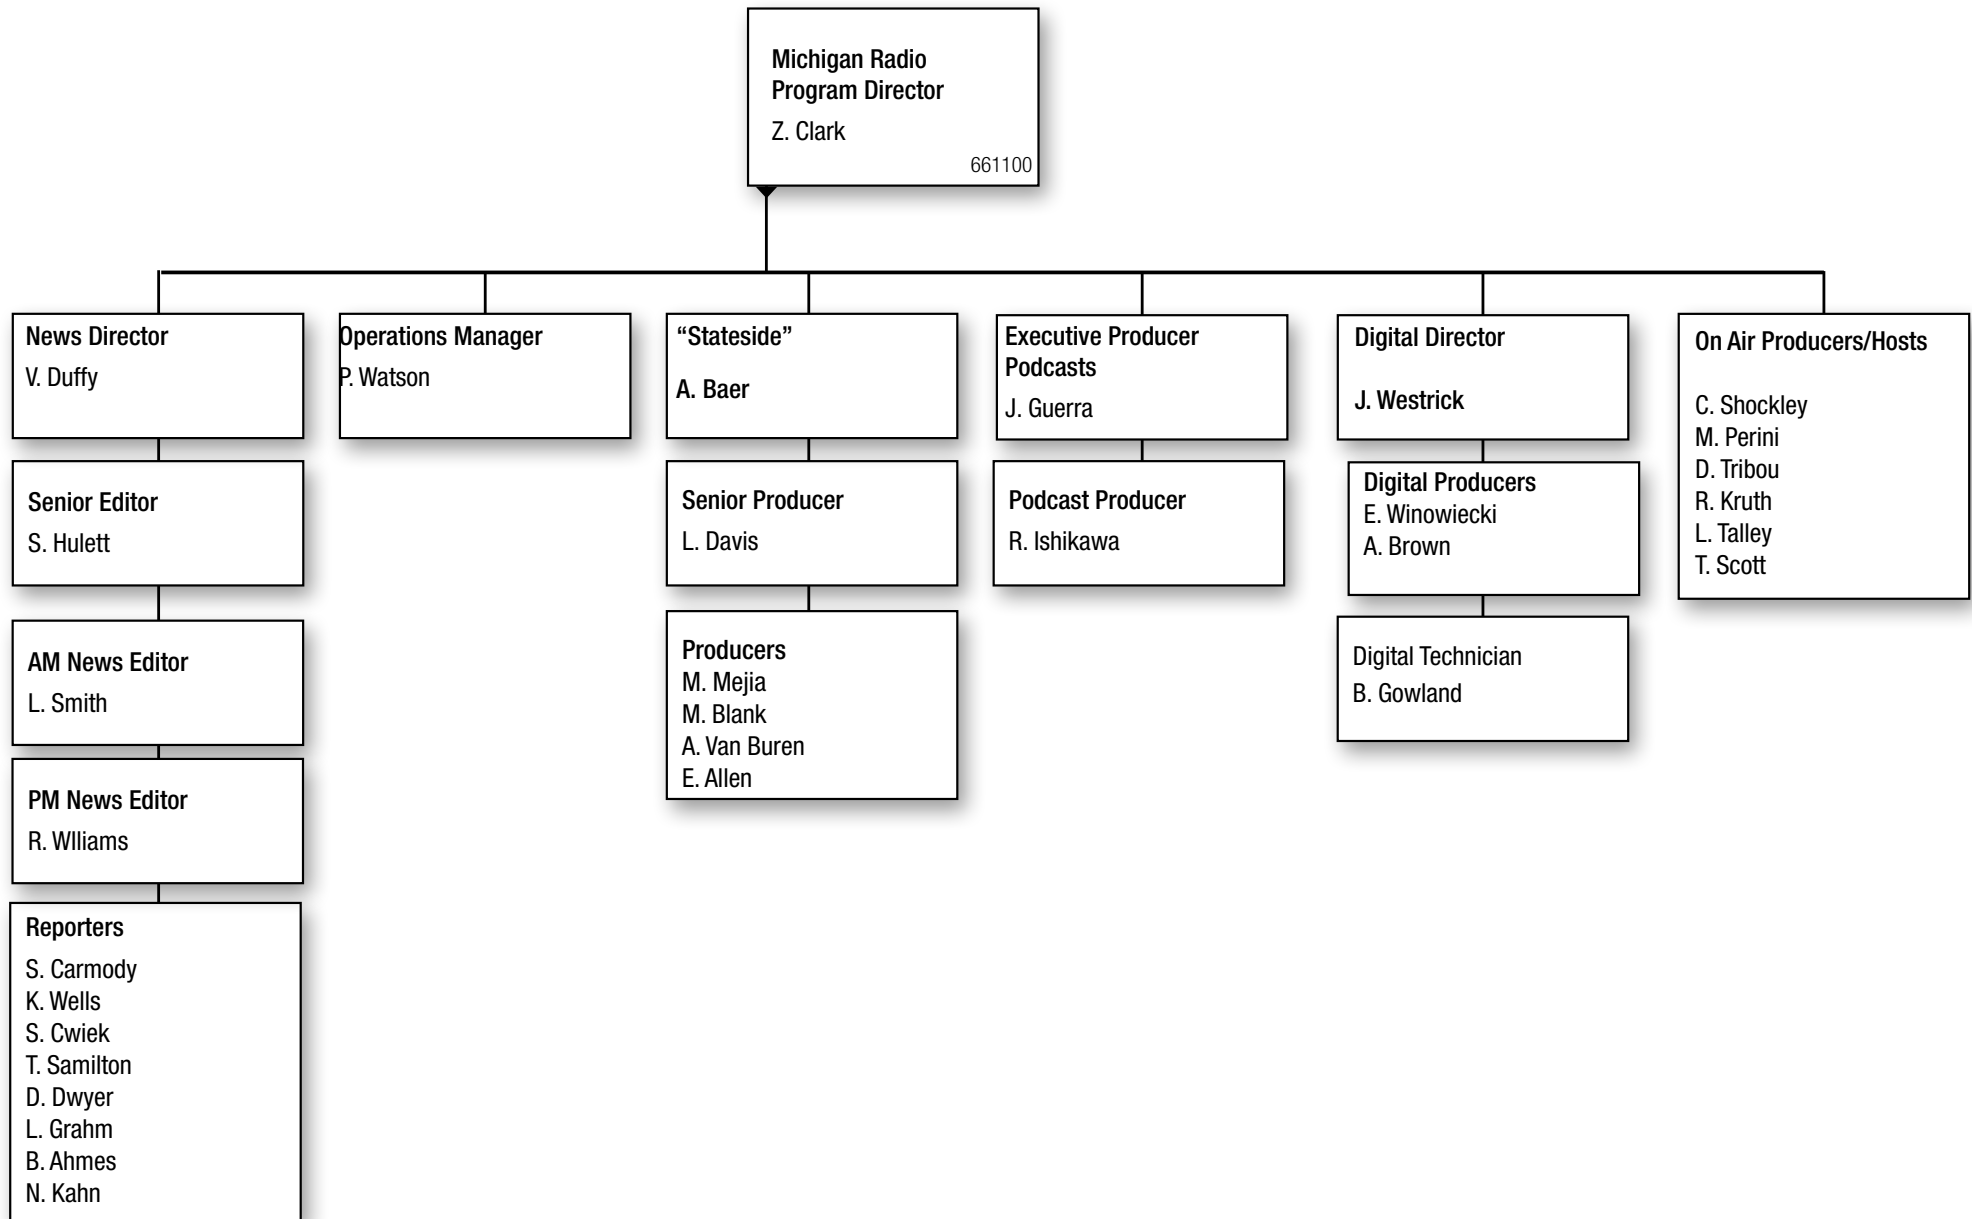 Michigan Radio
Program Director
Z. Clark
661100
News Director
V. Duffy
Operations Manager
P. Watson
“Stateside”
A. Baer
Executive Producer
Podcasts
J. Guerra
Digital Director
J. Westrick
On Air Producers/Hosts
C. Shockley
M. Perini
D. Tribou
R. Kruth
L. Talley
T. Scott
Senior Editor
S. Hulett
Senior Producer
L. Davis
Podcast Producer
R. Ishikawa
Digital Producers
E. Winowiecki
A. Brown
AM News Editor
L. Smith
Producers
M. Mejia
M. Blank
A. Van Buren
E. Allen
Digital Technician
B. Gowland
PM News Editor
R. WIliams
Reporters
S. Carmody
K. Wells
S. Cwiek
T. Samilton
D. Dwyer
L. Grahm
B. Ahmes
N. Kahn